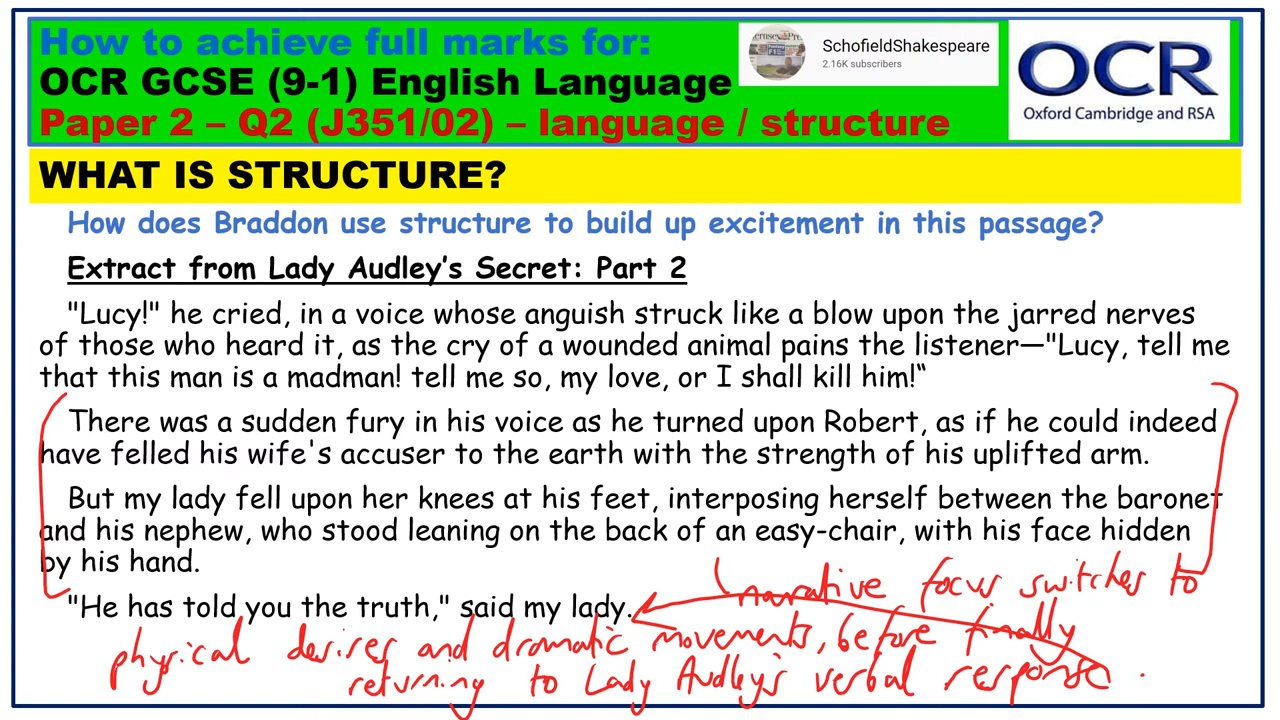 How to achieve full marks for:
OCR GCSE (9-1) English Language
Paper 2 – Q2 (J351/02) – language / structure
SchofieldShakespeare
2.16K subscribers
OCR
Oxford Cambridge and RSA
WHAT IS STRUCTURE?
How does Braddon use structure to build up excitement in this passage?
Extract from Lady Audley's Secret: Part 2
"Lucy!" he cried, in a voice whose anguish struck like a blow upon the jarred nerves
of those who heard it, as the cry of a wounded animal pains the listener—"Lucy, tell me
that this man is a madman! tell me so, my love, or I shall kill him!“
There was a sudden fury in his voice as he turned upon Robert, as if he could indeed
have felled his wife's accuser to the earth with the strength of his uplifted arm.
But my lady fell upon her knees at his feet, interposing herself between the baronet
and his nephew, who stood leaning on the back of an easy-chair, with his face hidden
by his hand.
"He has told you the truth," said my lady.
narrative focus switches to
physical desires and dramatic movements, before finally
returning to Lady Audley's verbal response.